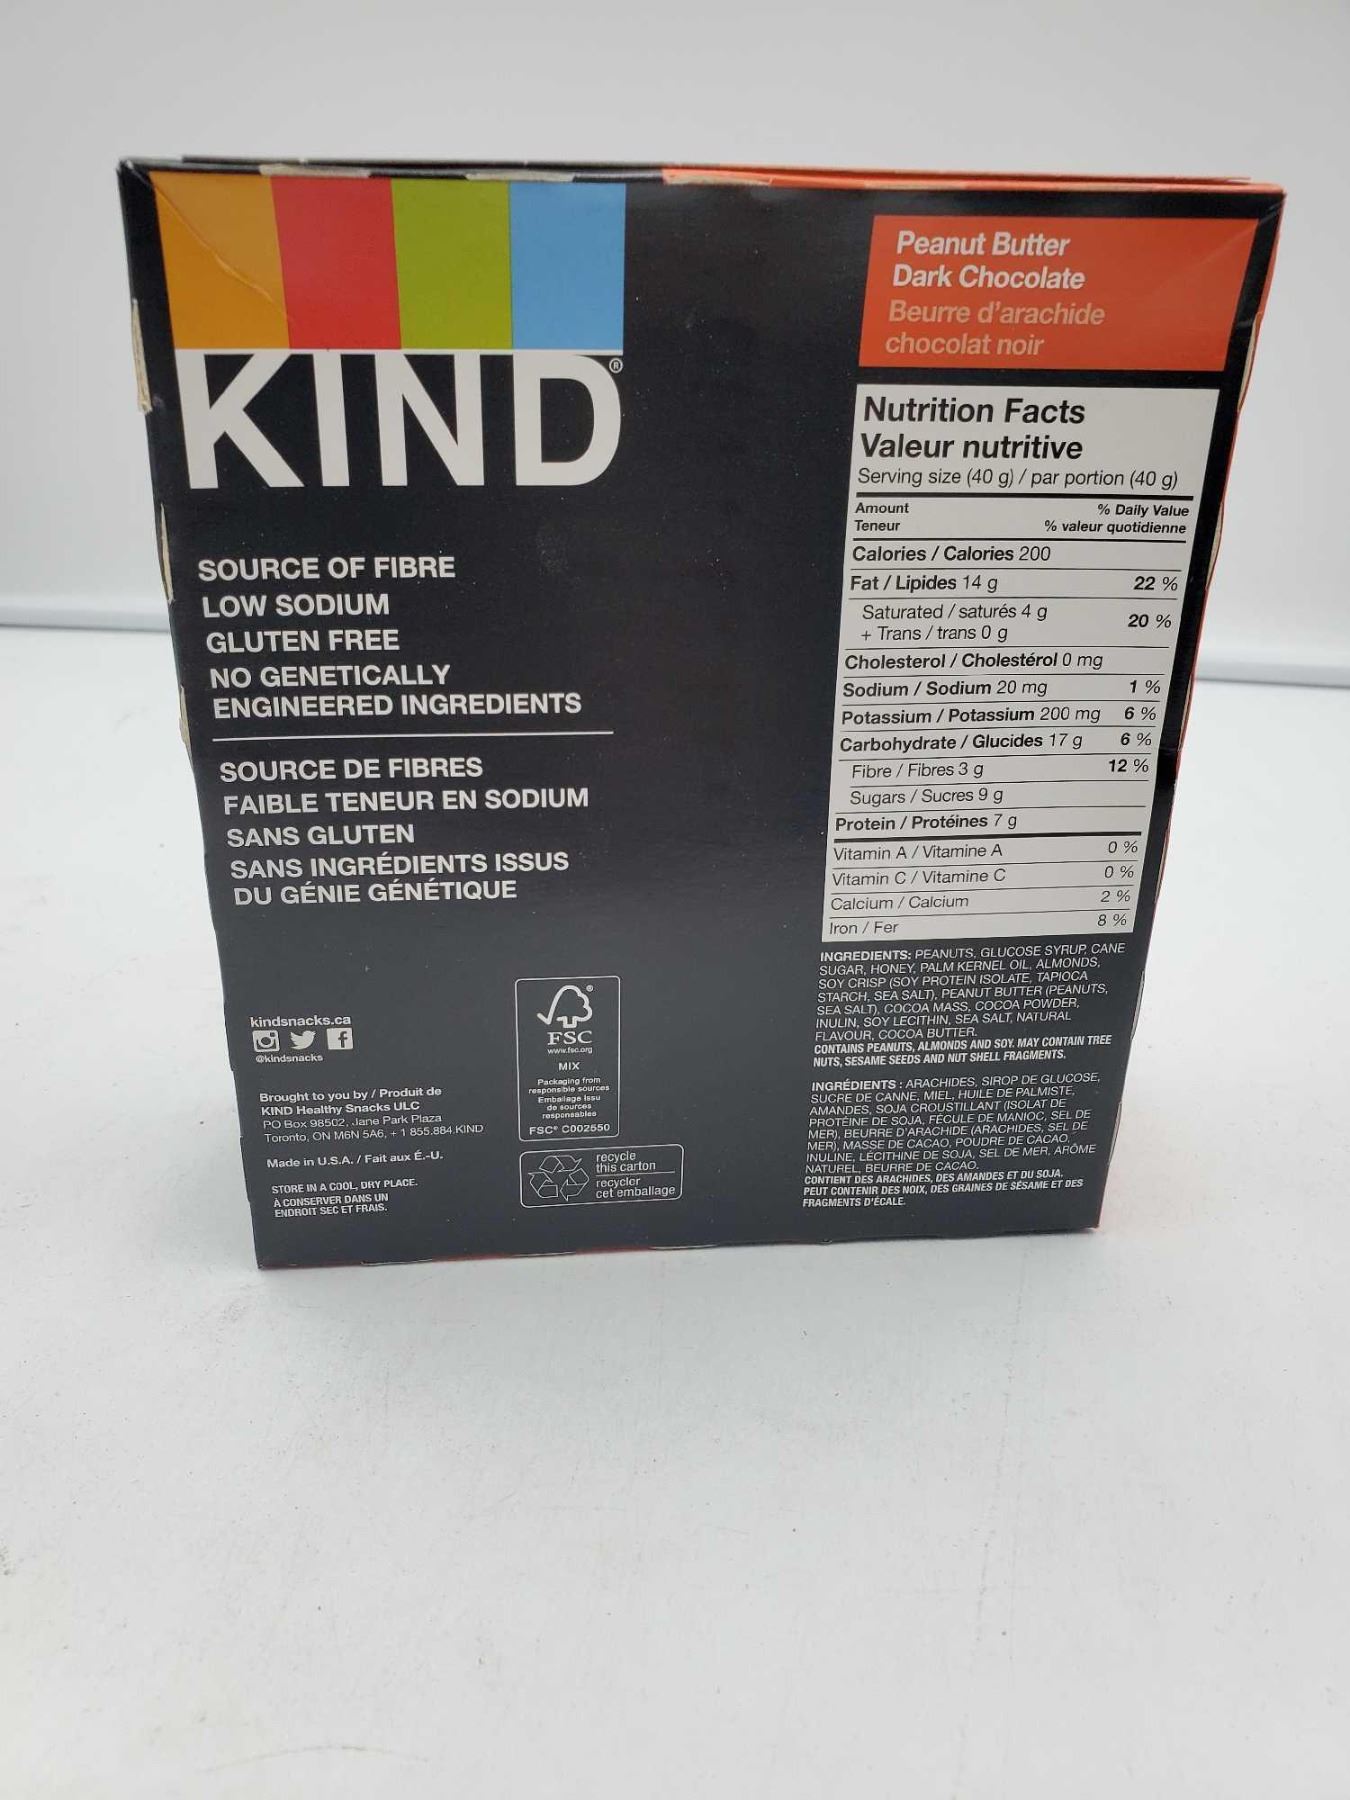 KIND®
SOURCE OF FIBRE
LOW SODIUM
GLUTEN FREE
NO GENETICALLY
ENGINEERED INGREDIENTS
SOURCE DE FIBRES
FAIBLE TENEUR EN SODIUM
SANS GLUTEN
SANS INGRÉDIENTS ISSUS
DU GÉNIE GÉNÉTIQUE
kindsnacks.ca
@kindsnacks
Brought to you by / Produit de
KIND Healthy Snacks ULC
PO Box 98502, Jane Park Plaza
Toronto, ON M6N 5A6, + 1 855.884.KIND
Made in U.S.A. / Fait aux É.-U.
STORE IN A COOL, DRY PLACE.
À CONSERVER DANS UN
ENDROIT SEC ET FRAIS.
®
FSC
www.fsc.org
MIX
Packaging from
responsible sources
Emballage issu
de sources
responsables
FSC® C002550
recycle
this carton
recycler
cet emballage
Peanut Butter
Dark Chocolate
Beurre d'arachide
chocolat noir
Nutrition Facts
Valeur nutritive
Serving size (40 g) / par portion (40 g)
Amount % Daily Value
Teneur % valeur quotidienne
Calories / Calories 200
Fat / Lipides 14 g 22 %
Saturated / saturés 4 g
+ Trans / trans 0 g 20 %
Cholesterol / Cholestérol 0 mg
Sodium / Sodium 20 mg 1 %
Potassium / Potassium 200 mg 6 %
Carbohydrate / Glucides 17 g 6 %
Fibre / Fibres 3 g 12 %
Sugars / Sucres 9 g
Protein / Protéines 7 g
Vitamin A / Vitamine A 0 %
Vitamin C / Vitamine C 0 %
Calcium / Calcium 2 %
Iron / Fer 8 %
INGREDIENTS: PEANUTS, GLUCOSE SYRUP, CANE
SUGAR, HONEY, PALM KERNEL OIL, ALMONDS,
SOY CRISP (SOY PROTEIN ISOLATE, TAPIOCA
STARCH, SEA SALT), PEANUT BUTTER (PEANUTS,
SEA SALT), COCOA MASS, COCOA POWDER,
INULIN, SOY LECITHIN, SEA SALT, NATURAL
FLAVOUR, COCOA BUTTER.
CONTAINS PEANUTS, ALMONDS AND SOY. MAY CONTAIN TREE
NUTS, SESAME SEEDS AND NUT SHELL FRAGMENTS.
INGRÉDIENTS : ARACHIDES, SIROP DE GLUCOSE,
SUCRE DE CANNE, MIEL, HUILE DE PALMISTE,
AMANDES, SOJA CROUSTILLANT (ISOLAT DE
PROTÉINE DE SOJA, FÉCULE DE MANIOC, SEL DE
MER), BEURRE D'ARACHIDE (ARACHIDES, SEL DE
MER), MASSE DE CACAO, POUDRE DE CACAO,
INULINE, LÉCITHINE DE SOJA, SEL DE MER, ARÔME
NATUREL, BEURRE DE CACAO.
CONTIENT DES ARACHIDES, DES AMANDES ET DU SOJA.
PEUT CONTENIR DES NOIX, DES GRAINES DE SÉSAME ET DES
FRAGMENTS D'ÉCALE.